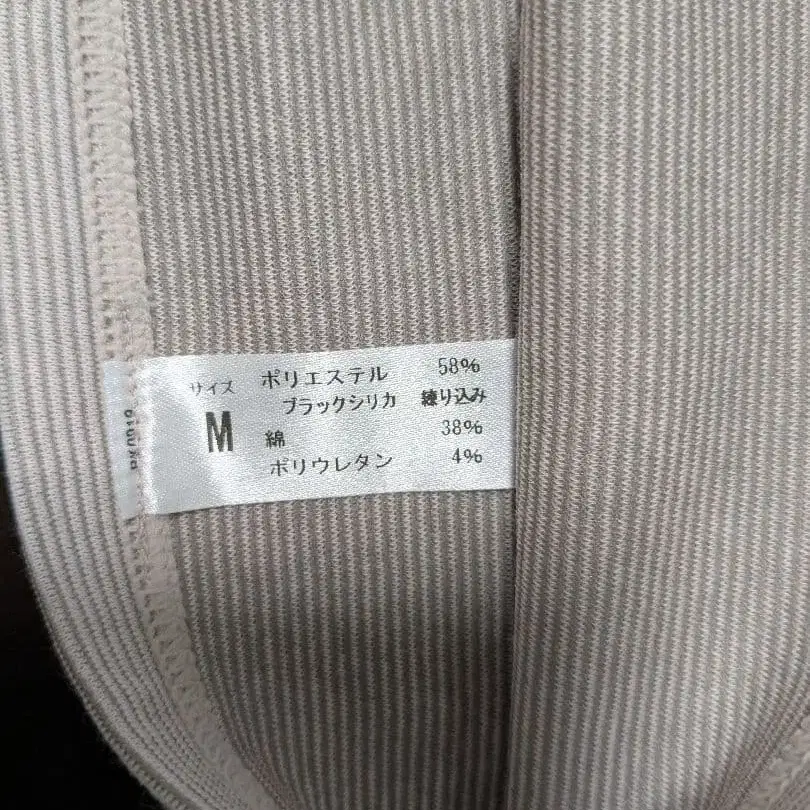 サイズ
M
ポリエステル 58%
ブラックシリカ 練り込み
綿 38%
ポリウレタン 4%